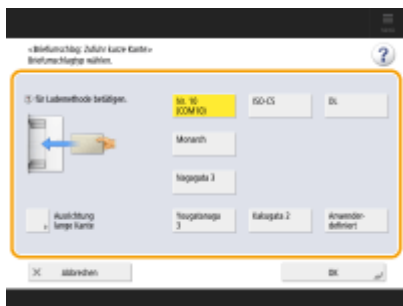 <Briefumschlag: Zufuhr kurze Kante>
Briefumschlagtyp wählen.
?
für Lademethode betätigen.
Nr. 10
(COM10)
ISO-C5
DL
Monarch
Nagagata 3
Ausrichtung
lange Kante
Yougatanaga
3
Kakugata 2
Anwender-
definiert
Abbrechen
OK